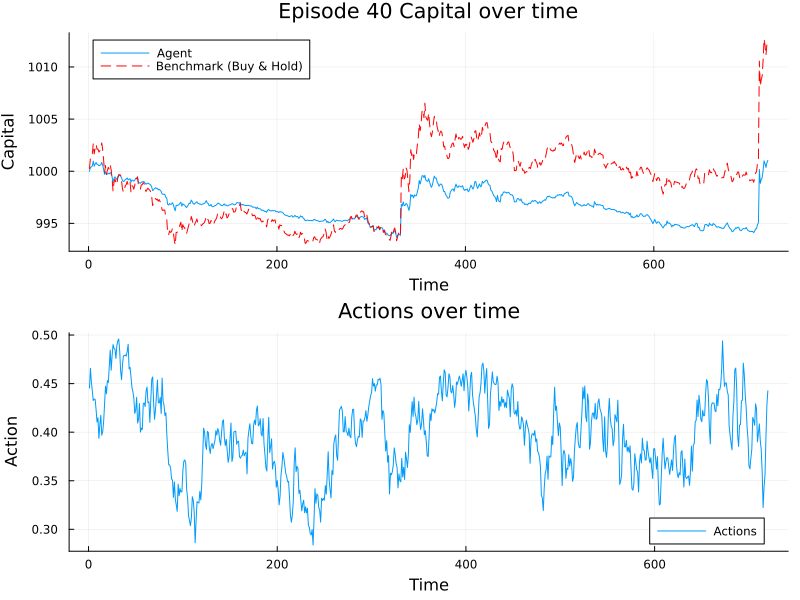 Episode 40 Capital over time
Agent
Benchmark (Buy & Hold)
Capital
1010
1005
1000
995
0
200
400
600
Time
Actions over time
Action
0.50
0.45
0.40
0.35
0.30
Actions
0
200
400
600
Time